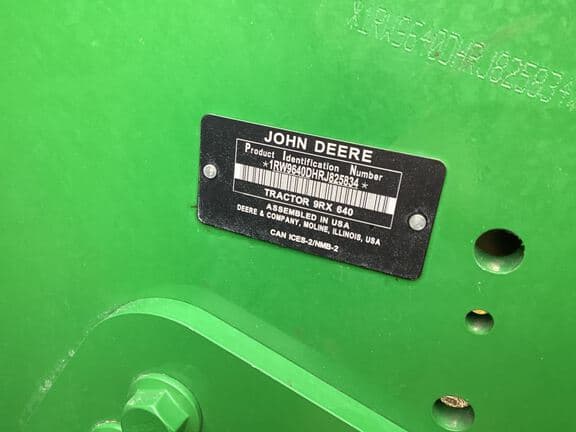 *1RW9640DHRJ825834*
JOHN DEERE
Product Identification Number
*1RW9640DHRJ825834*
TRACTOR 9RX 640
ASSEMBLED IN USA
DEERE & COMPANY, MOLINE, ILLINOIS, USA
CAN ICES-2/NMB-2